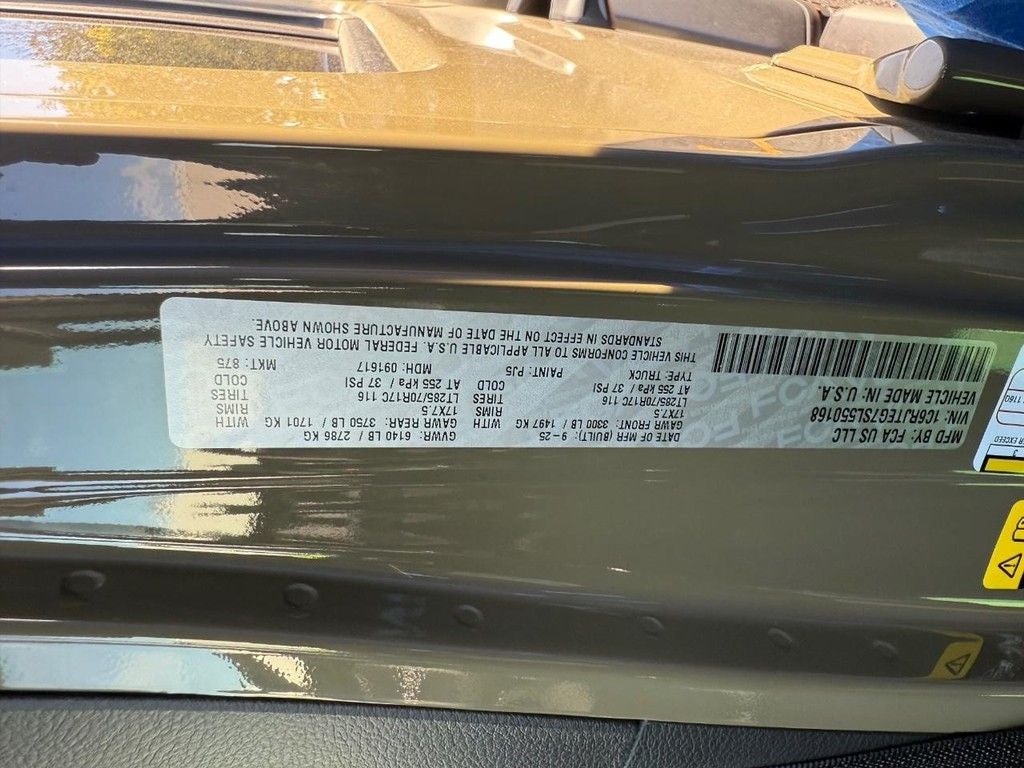 MFD BY: FCA US LLC
DATE OF MFR (BUILT): 9-25
GVWR: 6140 LB / 2786 KG
VIN: 1C6RJTEG7SL550168
GAWR FRONT: 3300 LB / 1497 KG WITH
GAWR REAR: 3750 LB / 1701 KG WITH
VEHICLE MADE IN: U.S.A.
17X7.5 RIMS
17X7.5 RIMS
LT285/70R17C 116 TIRES
LT285/70R17C 116 TIRES
AT 255 kPa / 37 PSI COLD
AT 255 kPa / 37 PSI COLD
TYPE: TRUCK
PAINT: PJ5
MDH: 091617
MKT: 875
THIS VEHICLE CONFORMS TO ALL APPLICABLE U.S.A. FEDERAL MOTOR VEHICLE SAFETY
STANDARDS IN EFFECT ON THE DATE OF MANUFACTURE SHOWN ABOVE.